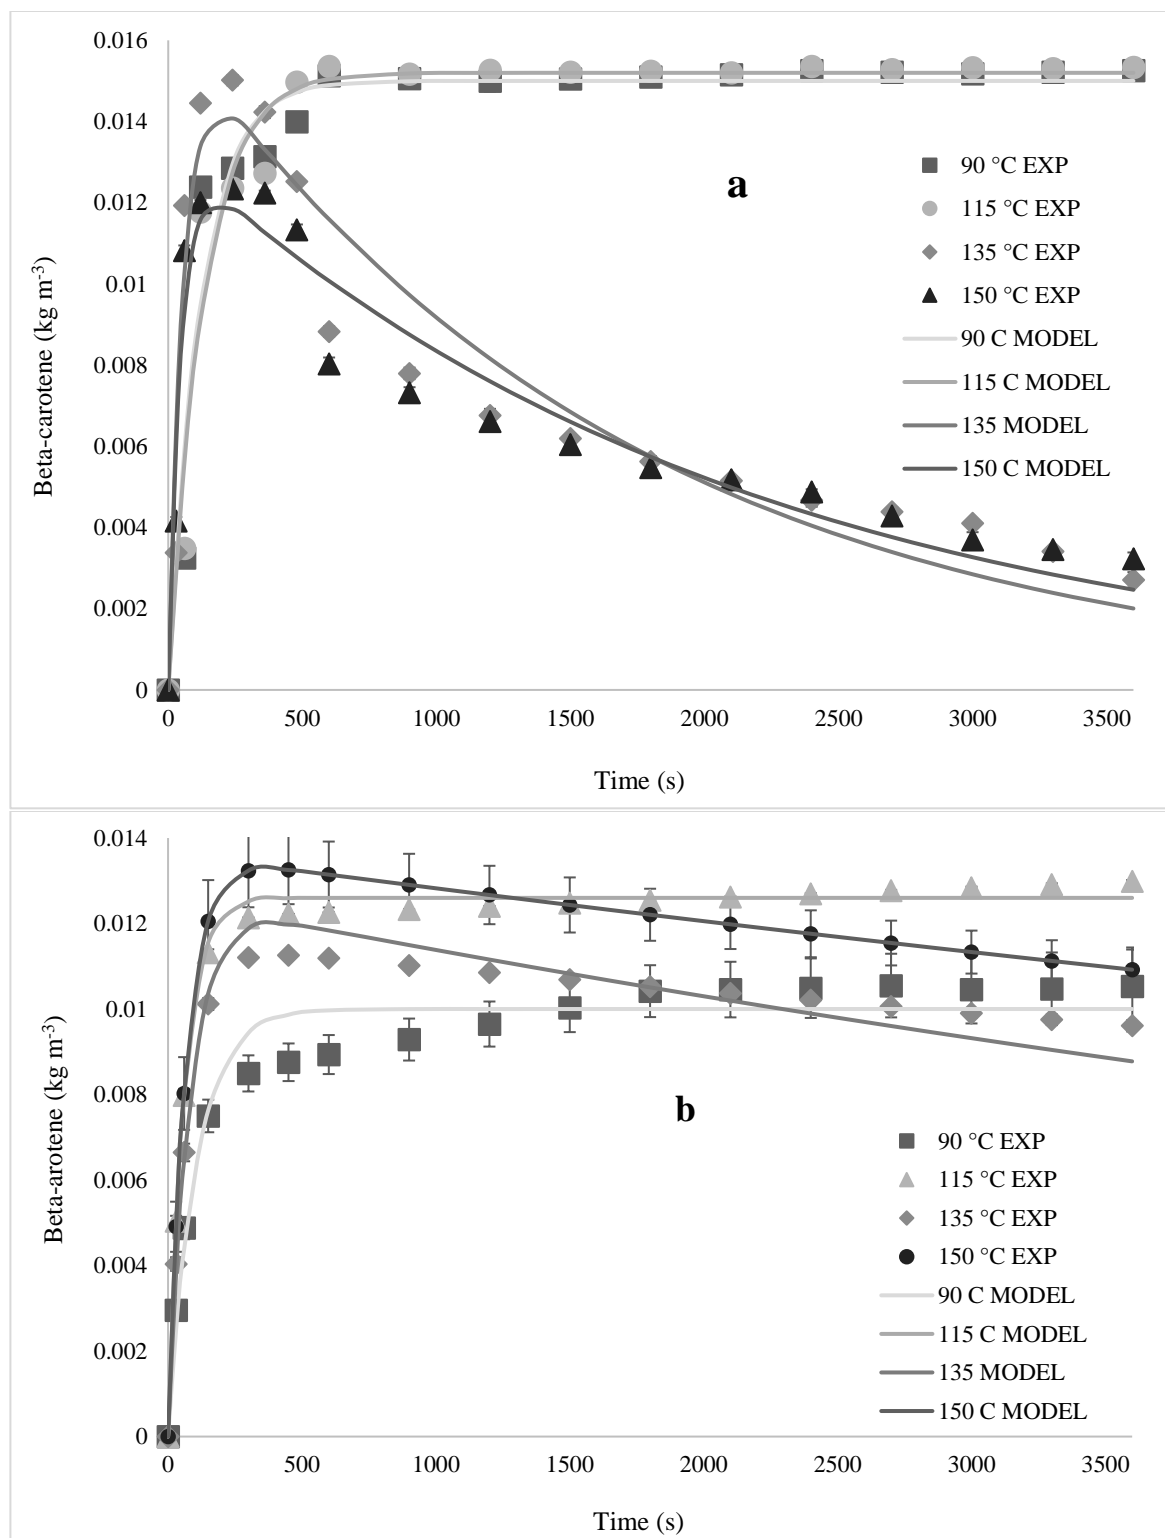 0.016
0.014
0.012
0.01
0.008
0.006
0.004
0.002
0
Beta-carotene (kg m-3)
0 500 1000 1500 2000 2500 3000 3500
Time (s)
a
90 °C EXP
115 °C EXP
135 °C EXP
150 °C EXP
90 C MODEL
115 C MODEL
135 MODEL
150 C MODEL
0.014
0.012
0.01
0.008
0.006
0.004
0.002
0
Beta-arotene (kg m-3)
0 500 1000 1500 2000 2500 3000 3500
Time (s)
b
90 °C EXP
115 °C EXP
135 °C EXP
150 °C EXP
90 C MODEL
115 C MODEL
135 MODEL
150 C MODEL